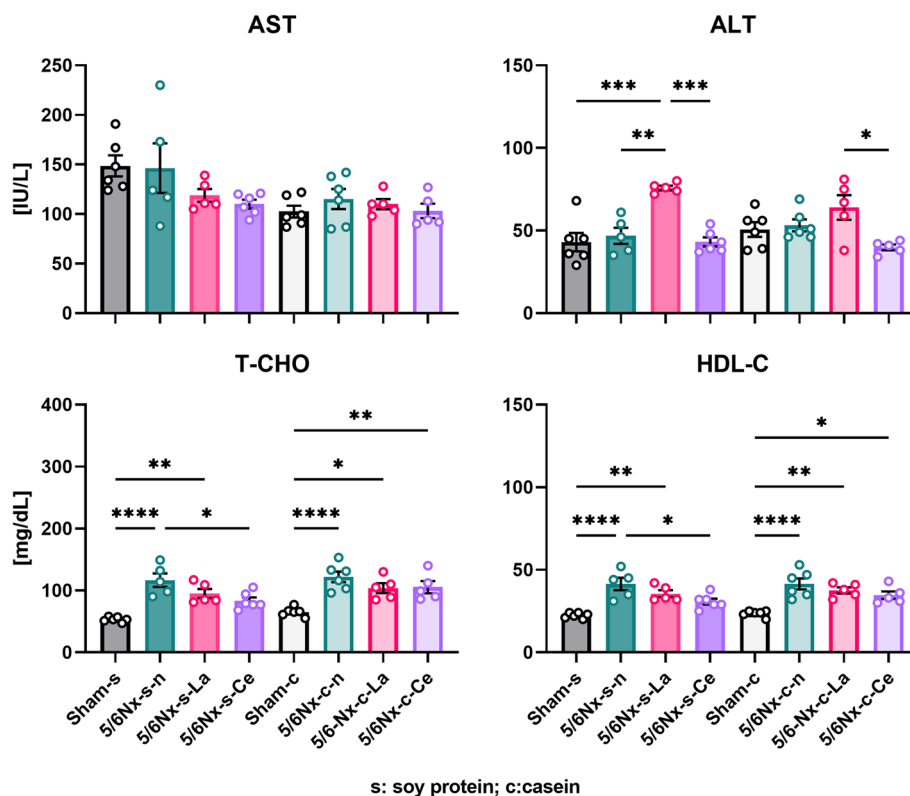 AST
[IU/L]
250
200
150
100
50
0
ALT
150
100
50
0
***
***
**
*
T-CHO
[mg/dL]
400
300
200
100
0
**
**
*
****
*
****
HDL-C
150
100
50
0
*
**
**
****
*
****
Sham-s
5/6Nx-s-n
5/6Nx-s-La
5/6Nx-s-Ce
Sham-c
5/6Nx-c-n
5/6-Nx-c-La
5/6Nx-c-Ce
Sham-s
5/6Nx-s-n
5/6Nx-s-La
5/6Nx-s-Ce
Sham-c
5/6Nx-c-n
5/6-Nx-c-La
5/6Nx-c-Ce
s: soy protein; c:casein